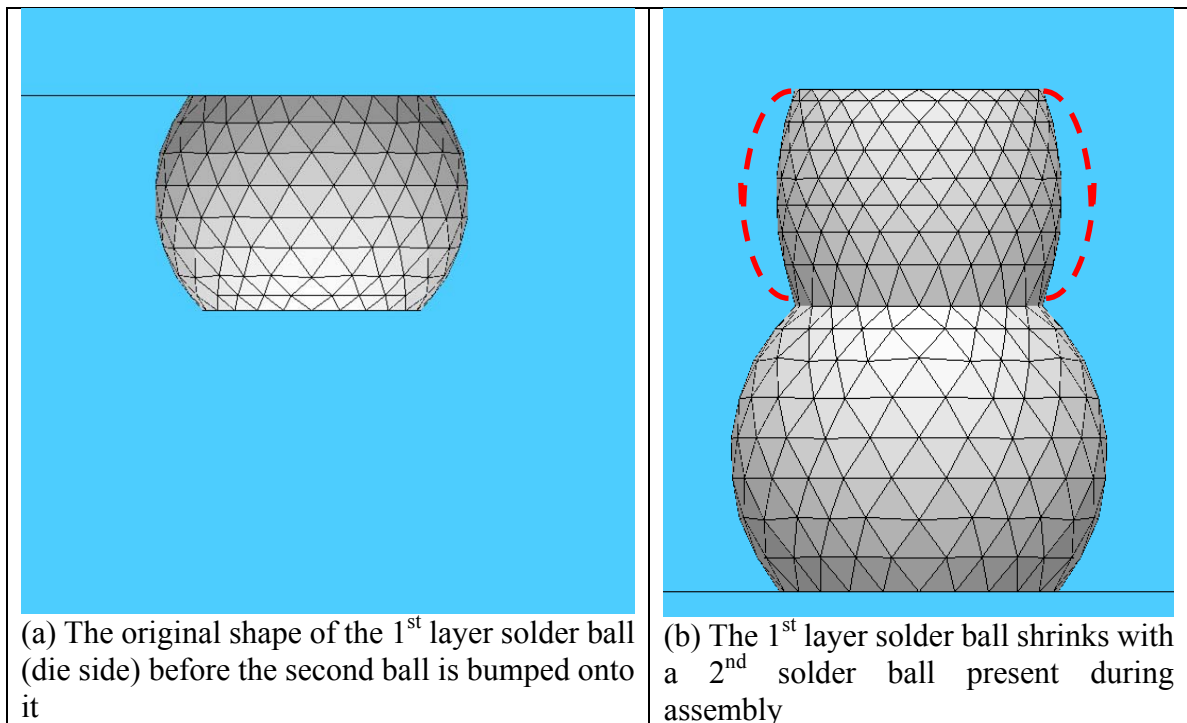 (a) The original shape of the 1st layer solder ball
(die side) before the second ball is bumped onto
it
(b) The 1st layer solder ball shrinks with
a 2nd solder ball present during
assembly